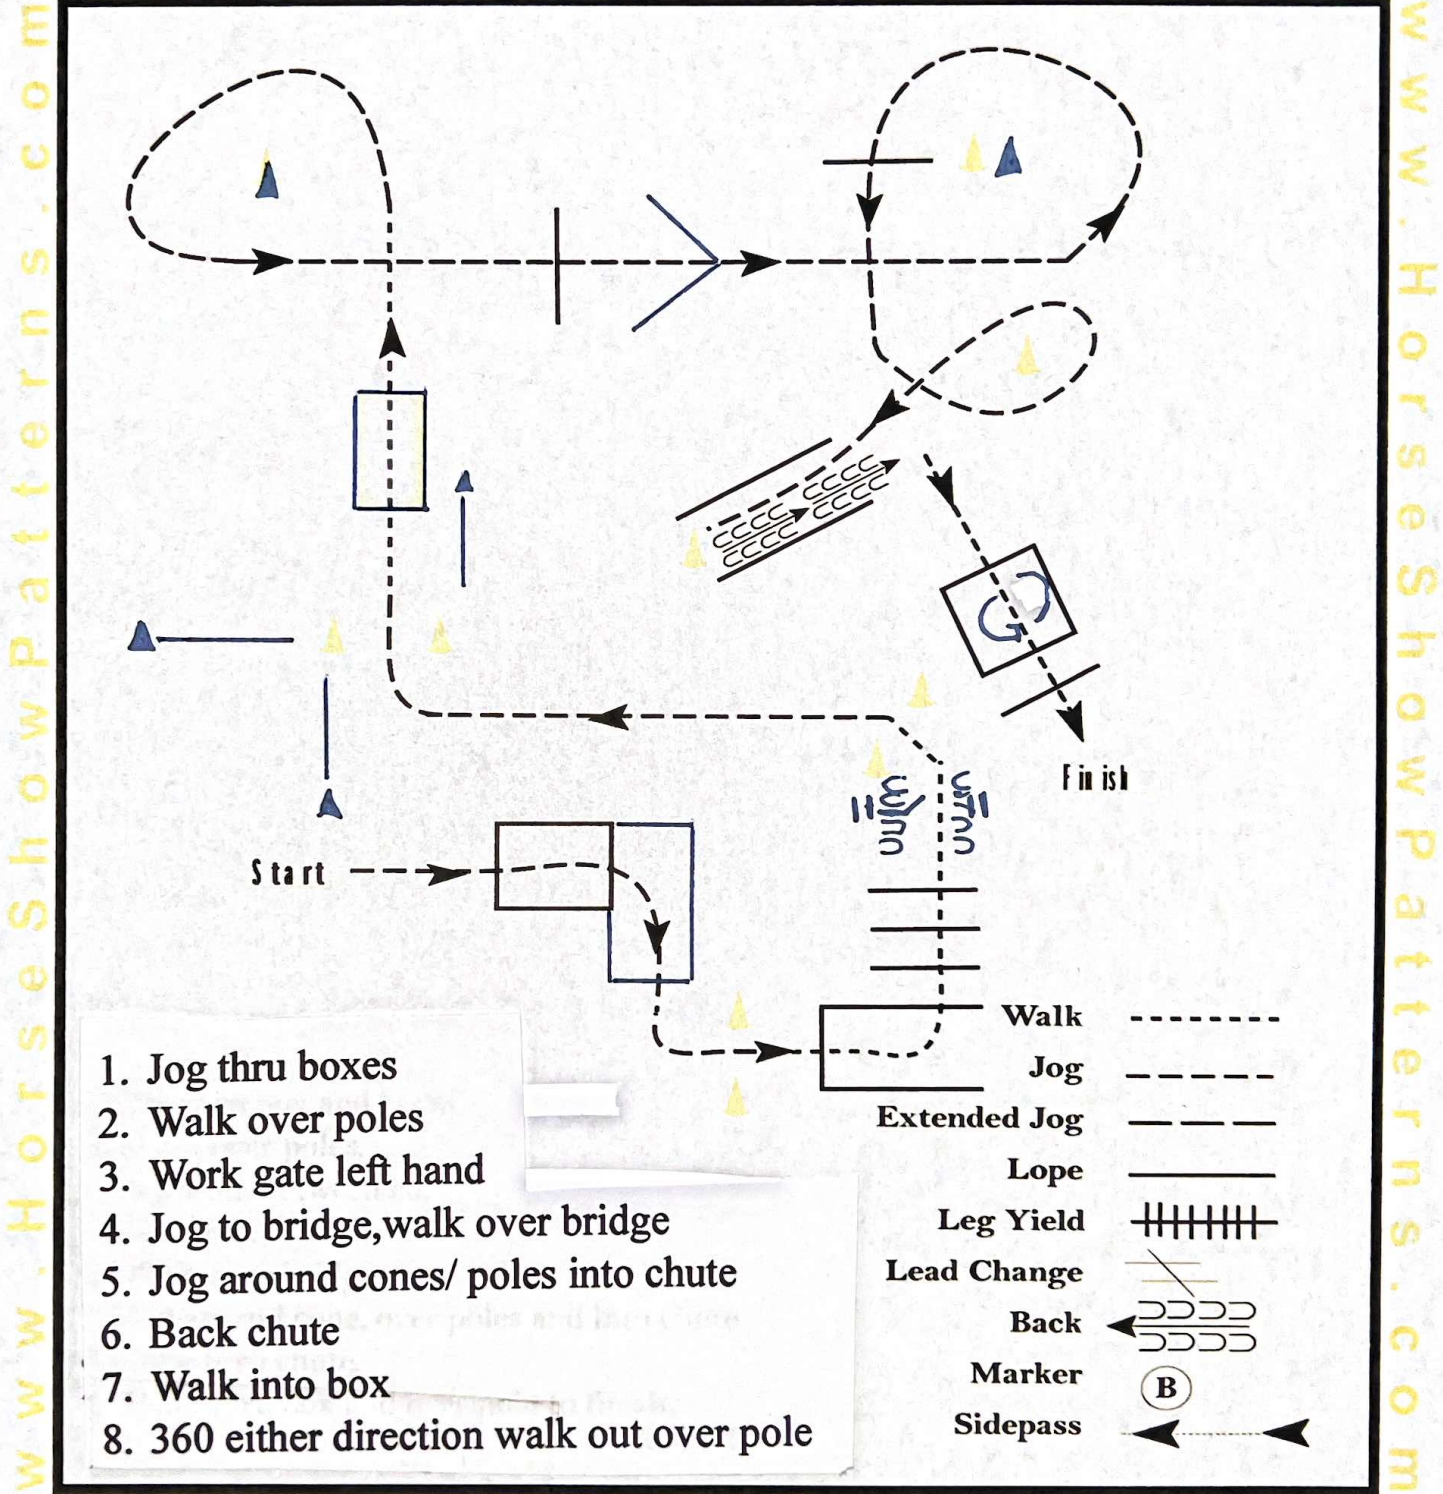 www.HorseShowPatterns.com
www.HorseShowPatterns.com
Finish
Start
1. Jog thru boxes
2. Walk over poles
3. Work gate left hand
4. Jog to bridge,walk over bridge
5. Jog around cones/ poles into chute
6. Back chute
7. Walk into box
8. 360 either direction walk out over pole
Walk
Jog
Extended Jog
Lope
Leg Yield
Lead Change
Back
Marker B
Sidepass